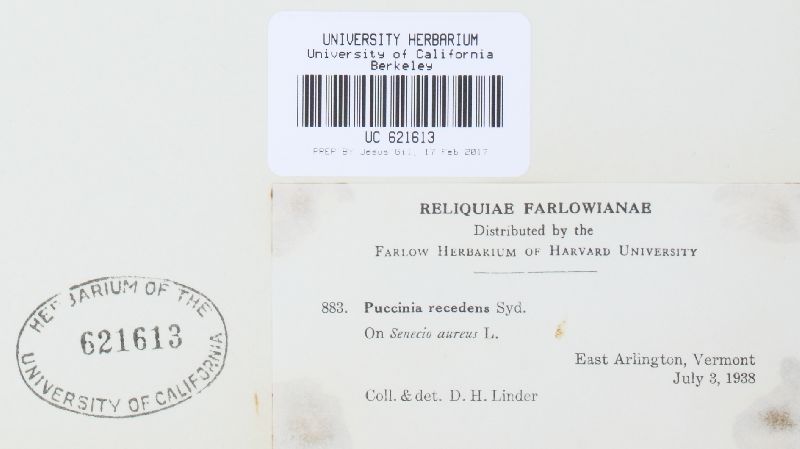 UNIVERSITY HERBARIUM
University of California
Berkeley
UC 621613
PREP BY Jesus Gil, 17 Feb 2017
RELIQUIAE FARLOWIANAE
Distributed by the
FARLOW HERBARIUM OF HARVARD UNIVERSITY
883. Puccinia recedens Syd.
On Senecio aureus L.
East Arlington, Vermont
July 3, 1938
Coll. & det. D. H. Linder
HERBARIUM OF THE
621613
UNIVERSITY OF CALIFORNIA